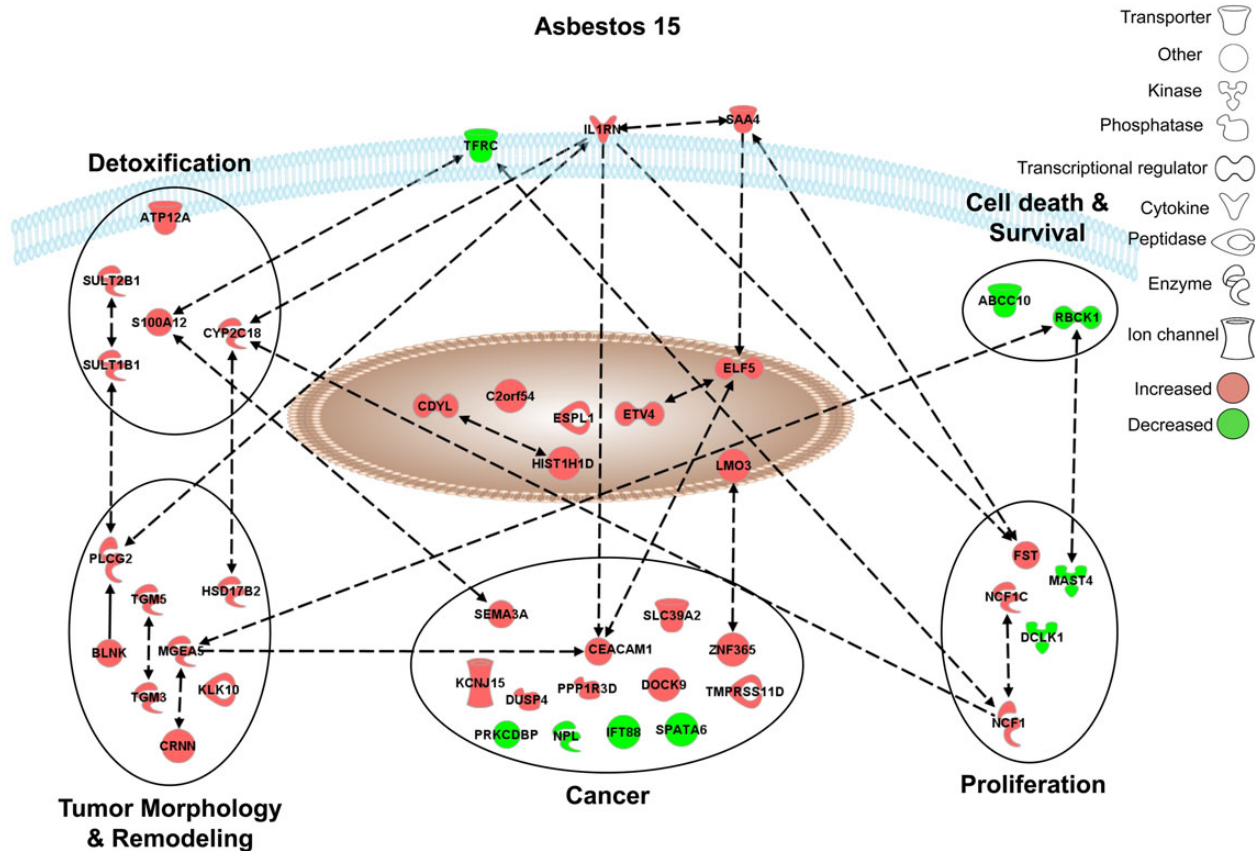 Asbestos 15
Transporter
Other
Kinase
Phosphatase
Transcriptional regulator
Cytokine
Peptidase
Enzyme
Ion channel
Increased
Decreased
IL1RN
SAA4
TFRC
Detoxification
ATP12A
SULT2B1
S100A12
CYP2C18
SULT1B1
Cell death &
Survival
ABCC10
RBCK1
ELF5
C2orf54
CDYL
ESPL1
ETV4
HIST1H1D
LMO3
PLCG2
TGM5
HSD17B2
BLNK
MGEA5
TGM3
KLK10
CRNN
Tumor Morphology
& Remodeling
SEMA3A
SLC39A2
CEACAM1
ZNF365
KCNJ15
DUSP4
PPP1R3D
DOCK9
TMPRSS11D
PRKCDBP
NPL
IFT88
SPATA6
Cancer
FST
MAST4
NCF1C
DCLK1
NCF1
Proliferation